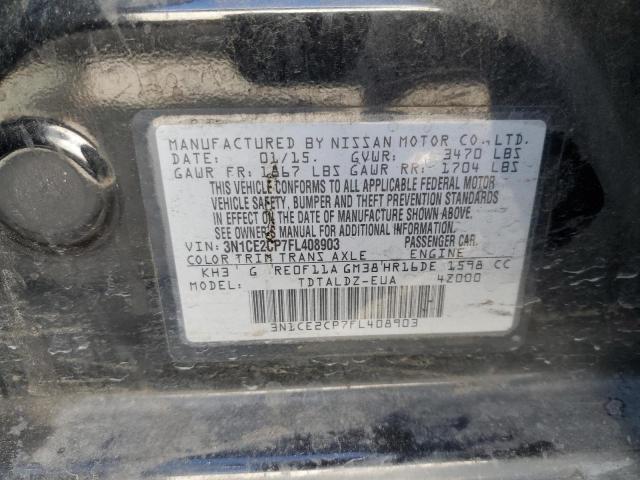 MANUFACTURED BY NISSAN MOTOR CO., LTD.
DATE: 01/15. GVWR: 3470 LBS
GAWR FR: 1867 LBS GAWR RR: 1704 LBS
THIS VEHICLE CONFORMS TO ALL APPLICABLE FEDERAL MOTOR
VEHICLE SAFETY, BUMPER AND THEFT PREVENTION STANDARDS
IN EFFECT ON THE DATE OF MANUFACTURE SHOWN ABOVE.
SEE OWNERS MANUAL FOR ADDITIONAL INFORMATION.
VIN: 3N1CE2CP7FL408903 PASSENGER CAR.
COLOR TRIM TRANS AXLE ENGINE
KH3 G RE0F11A GM38 HR16DE 1598 CC
MODEL: TDTALDZ-EUA 4Z000
3N1CE2CP7FL408903